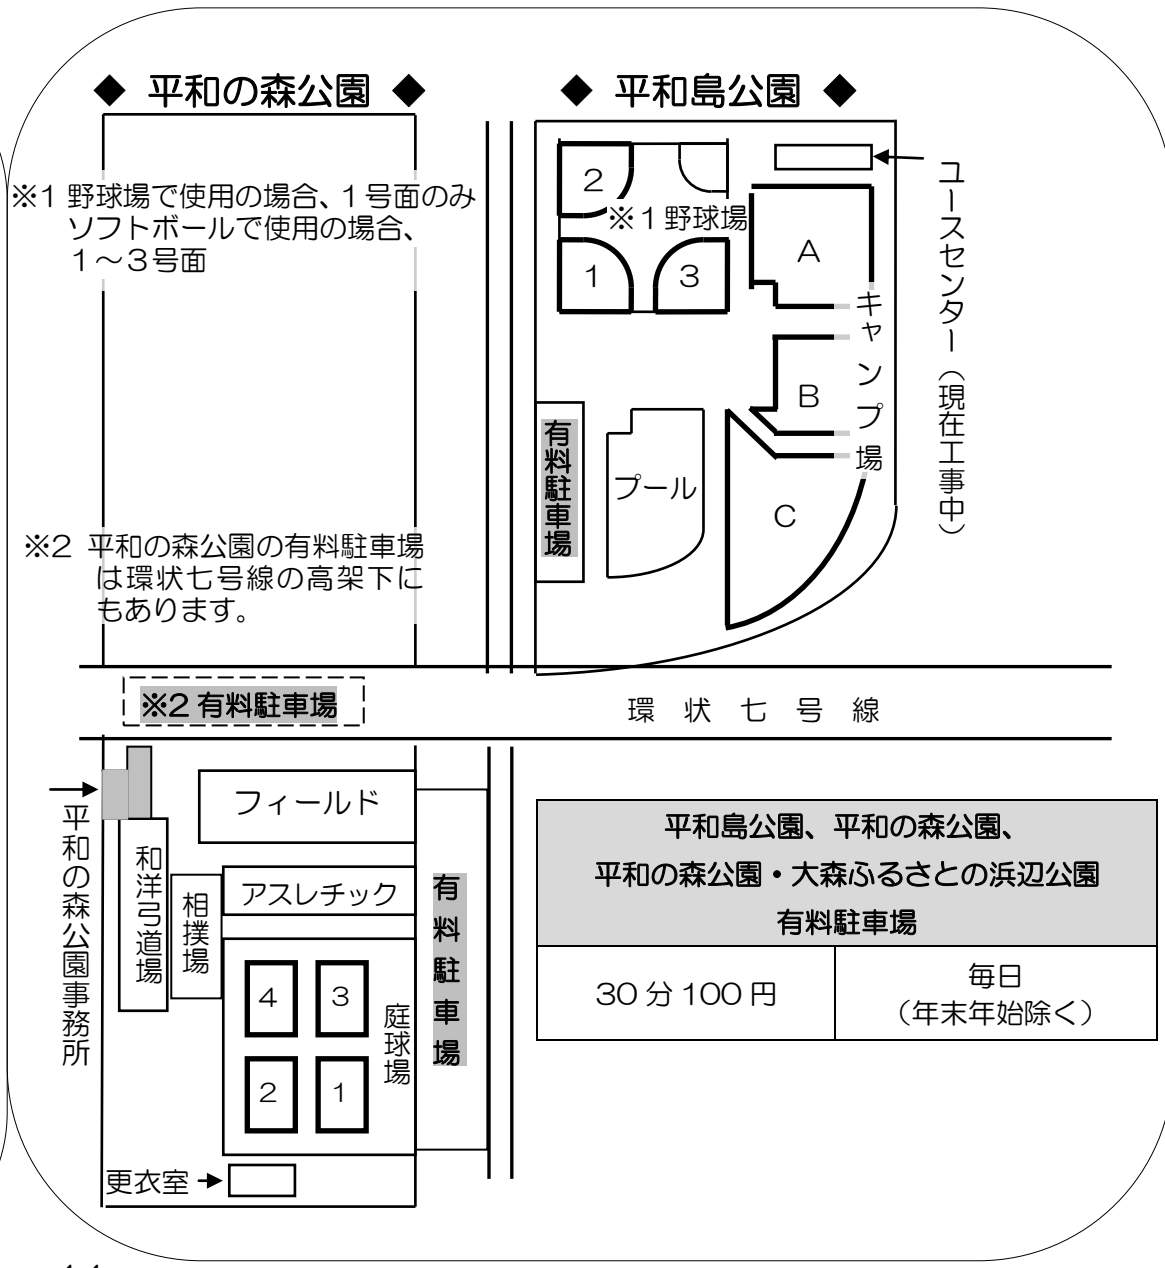 ◆ 平和の森公園 ◆
◆ 平和島公園 ◆
※1 野球場で使用の場合、1号面のみ
ソフトボールで使用の場合、
1～3号面
2
※1 野球場
1
3
A
B
C
キャンプ場
ユースセンター（現在工事中）
有料駐車場
プール
※2 平和の森公園の有料駐車場
は環状七号線の高架下に
もあります。
※2 有料駐車場
環状七号線
平和の森公園事務所
フィールド
和洋弓道場
相撲場
アスレチック
有料駐車場
4
3
2
1
庭球場
更衣室
平和島公園、平和の森公園、
平和の森公園・大森ふるさとの浜辺公園
有料駐車場
30分100円
毎日
（年末年始除く）